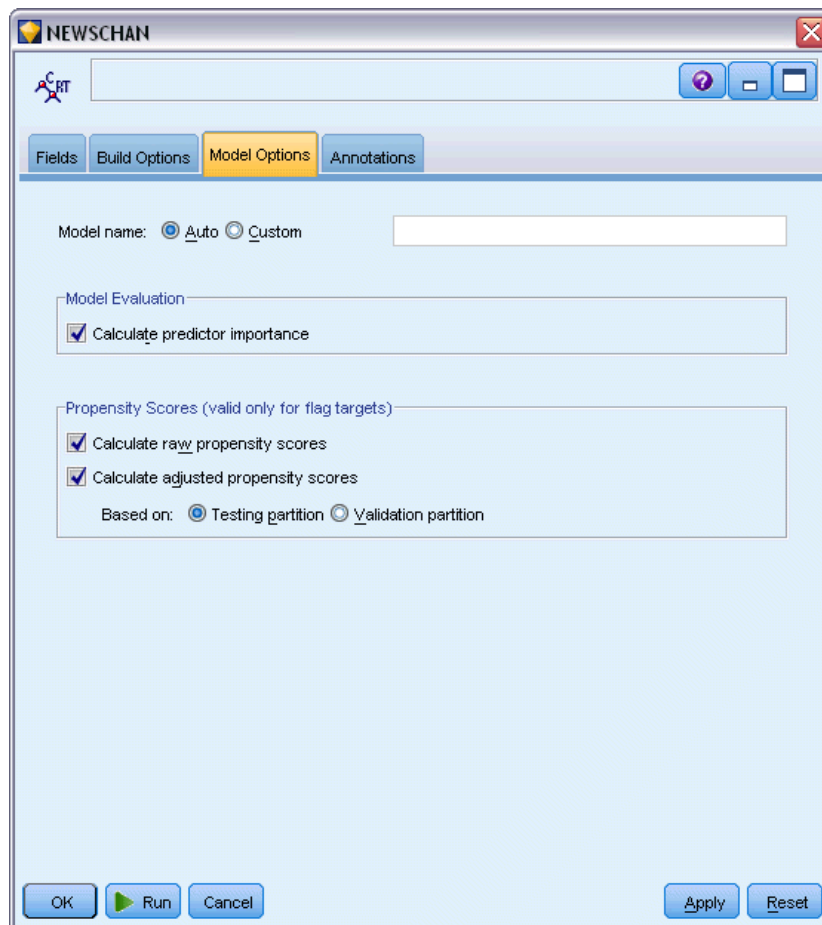 NEWSCHAN
C RT
?
Fields Build Options Model Options Annotations
Model name: Auto Custom
Model Evaluation
Calculate predictor importance
Propensity Scores (valid only for flag targets)
Calculate raw propensity scores
Calculate adjusted propensity scores
Based on: Testing partition Validation partition
OK Run Cancel Apply Reset